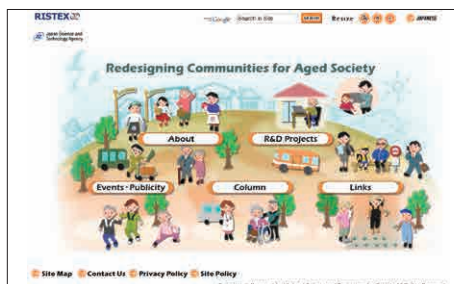 RISTEX
Google Search in Site SEARCH Resize JAPANESE
Japan Science and
Technology Agency
Redesigning Communities for Aged Society
About R&D Projects
Events・Publicity Column Links
Site Map Contact Us Privacy Policy Site Policy